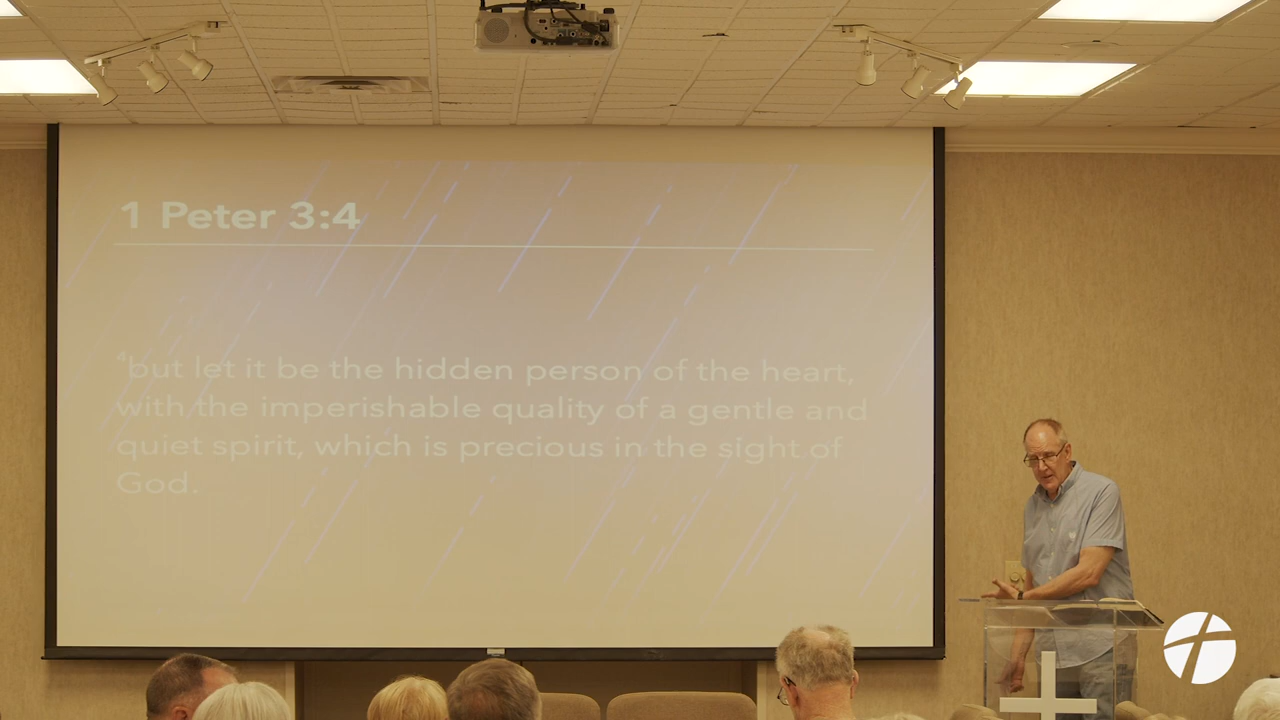 1 Peter 3:4
4but let it be the hidden person of the heart,
with the imperishable quality of a gentle and
quiet spirit, which is precious in the sight of
God.